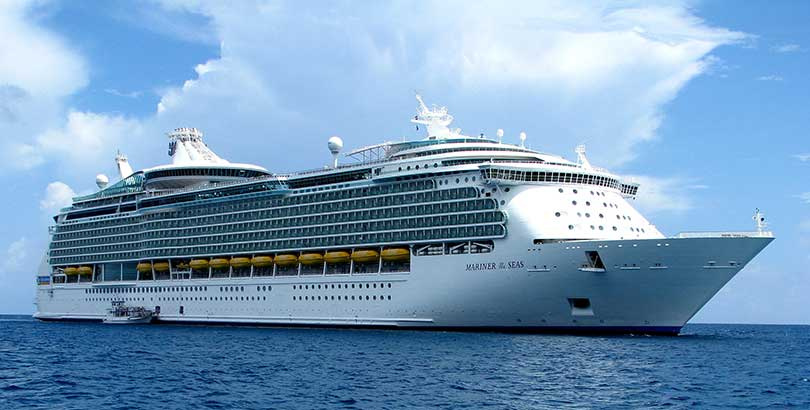 MARINER of the SEAS